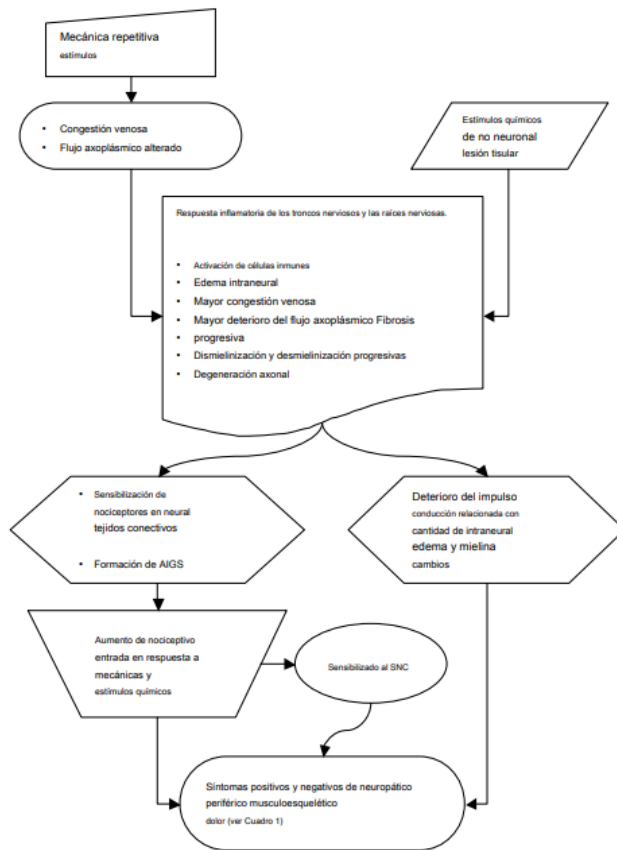 Mecánica repetitiva
estímulos
• Congestión venosa
• Flujo axoplásmico alterado
Estímulos químicos
de no neuronal
lesión tisular
Respuesta inflamatoria de los troncos nerviosos y las raíces nerviosas.
• Activación de células inmunes
• Edema intraneural
• Mayor congestión venosa
• Mayor deterioro del flujo axoplásmico Fibrosis
• progresiva
• Dismielinización y desmielinización progresivas
• Degeneración axonal
• Sensibilización de
nociceptores en neural
tejidos conectivos
• Formación de AIGS
Deterioro del impulso
conducción relacionada con
cantidad de intraneural
edema y mielina
cambios
Aumento de nociceptivo
entrada en respuesta a
mecánicas y
estímulos químicos
Sensibilizado al SNC
Síntomas positivos y negativos de neuropático
periférico musculoesquelético
dolor (ver Cuadro 1)